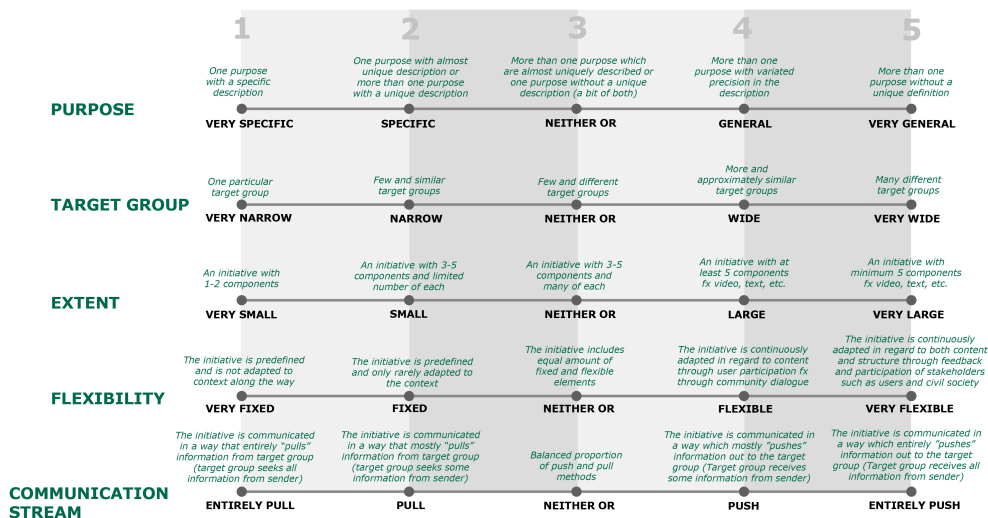 1
2
3
4
5
One purpose
with a specific
description
One purpose with almost
unique description or
more than one purpose
with a unique description
More than one purpose which
are almost uniquely described or
one purpose without a unique
description (a bit of both)
More than one
purpose with variated
precision in the
description
More than one
purpose without a
unique definition
PURPOSE
VERY SPECIFIC
SPECIFIC
NEITHER OR
GENERAL
VERY GENERAL
One particular
target group
Few and similar
target groups
Few and different
target groups
More and
approximately similar
target groups
Many different
target groups
TARGET GROUP
VERY NARROW
NARROW
NEITHER OR
WIDE
VERY WIDE
An initiative with
1-2 components
An initiative with 3-5
components and limited
number of each
An initiative with 3-5
components and
many of each
An initiative with at
least 5 components
fx video, text, etc.
An initiative with
minimum 5 components
fx video, text, etc.
EXTENT
VERY SMALL
SMALL
NEITHER OR
LARGE
VERY LARGE
The initiative is predefined
and is not adapted to
context along the way
The initiative is predefined
and only rarely adapted to
the context
The initiative includes
equal amount of
fixed and flexible
elements
The initiative is continuously
adapted in regard to content
through user participation fx
through community dialogue
The initiative is continuously
adapted in regard to both content
and structure through feedback
and participation of stakeholders
such as users and civil society
FLEXIBILITY
VERY FIXED
FIXED
NEITHER OR
FLEXIBLE
VERY FLEXIBLE
The initiative is communicated
in a way that entirely “pulls”
information from target group
(target group seeks all
information from sender)
The initiative is communicated
in a way that mostly “pulls”
information from target group
(target group seeks some
information from sender)
Balanced proportion
of push and pull
methods
The initiative is communicated in
a way which mostly ”pushes”
information out to the target
group (Target group receives
some information from sender)
The initiative is communicated in
a way which entirely ”pushes”
information out to the target
group (Target group receives all
information from sender)
COMMUNICATION
STREAM
ENTIRELY PULL
PULL
NEITHER OR
PUSH
ENTIRELY PUSH